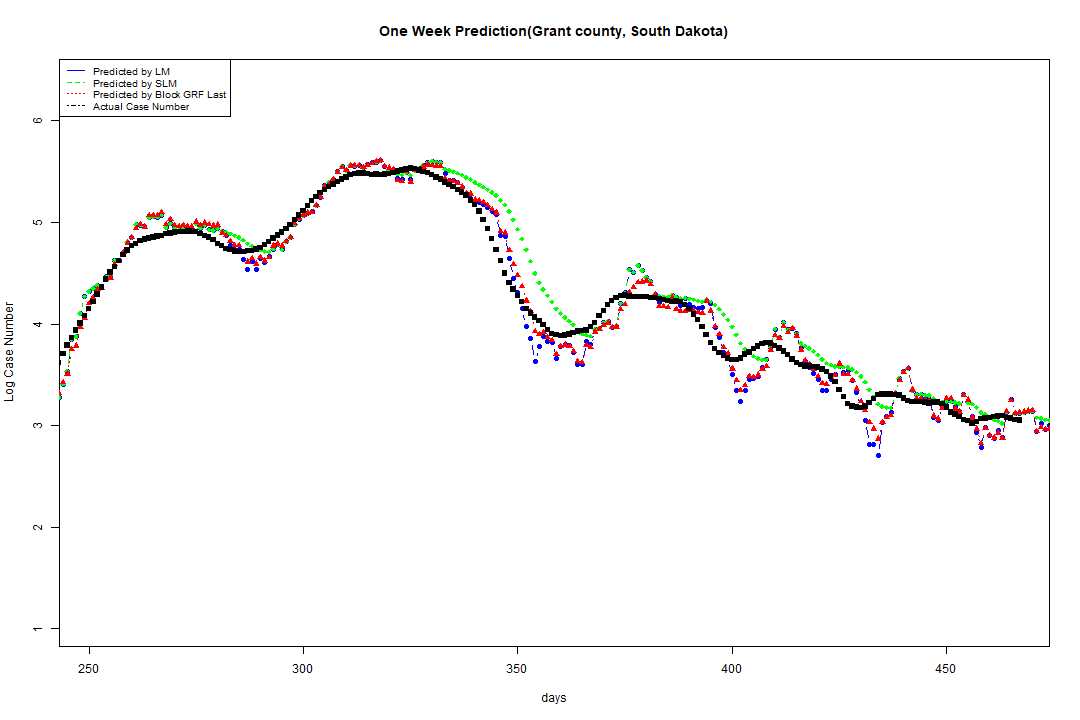 One Week Prediction(Grant county, South Dakota)
Predicted by LM
Predicted by SLM
Predicted by Block GRF Last
Actual Case Number
Log Case Number
6
5
4
3
2
1
250 300 350 400 450
days